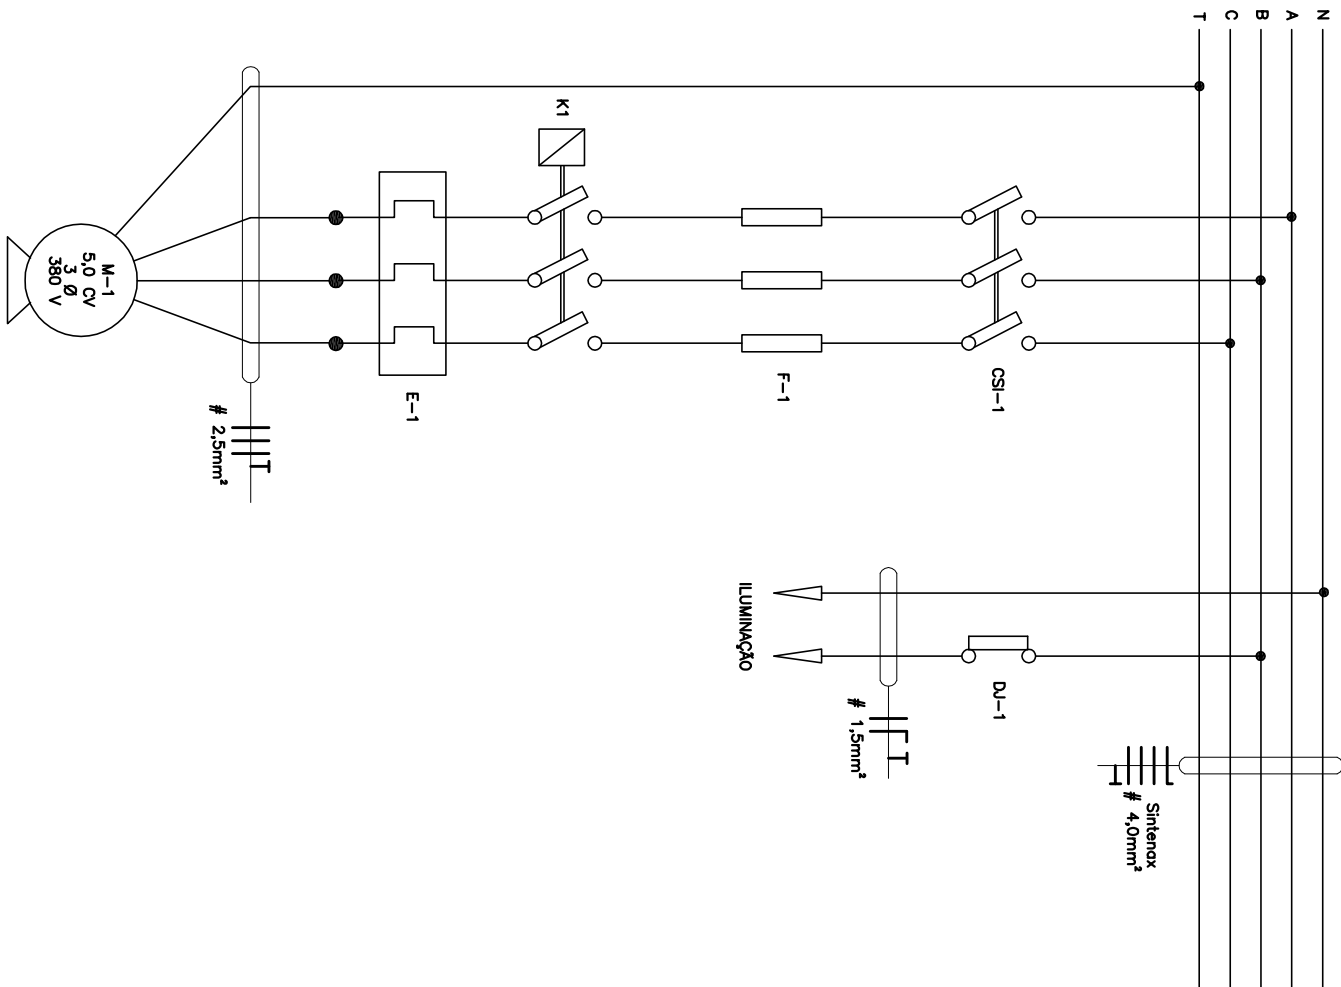 N
A
B
C
T
K1
CSI-1
F-1
E-1
M-1
5,0 CV
3 Ø
380 V
# 2,5mm²
T
DJ-1
ILUMINAÇÃO
# 1,5mm²
T
Sintenax
# 4,0mm²
T